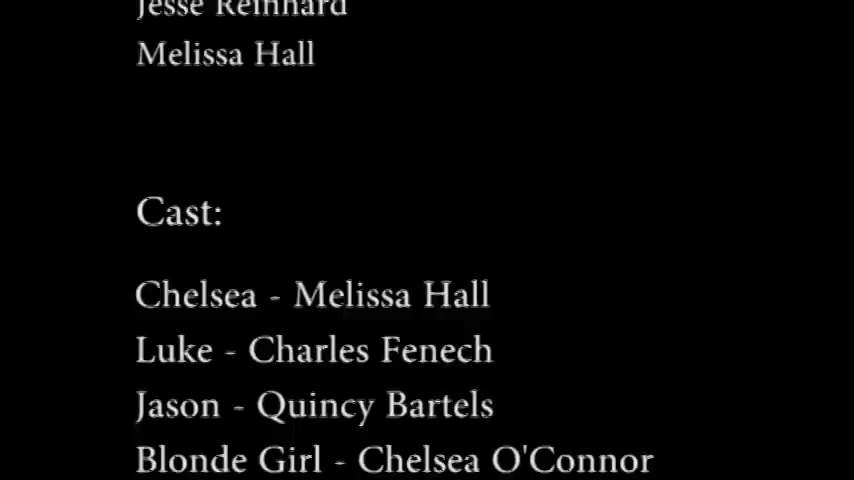 Jesse Reinhard
Melissa Hall
Cast:
Chelsea - Melissa Hall
Luke - Charles Fenech
Jason - Quincy Bartels
Blonde Girl - Chelsea O'Connor